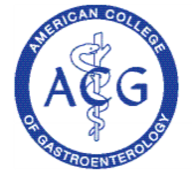 AMERICAN COLLEGE
ACG
OF GASTROENTEROLOGY